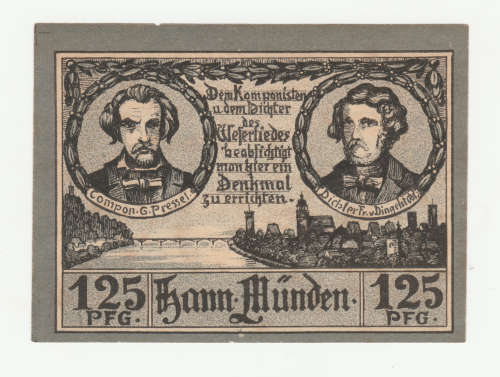 Dem Komponisten
u. dem Dichter
des
Weserliedes
beabsichtigt
man hier ein
Denkmal
zu errichten.
Compon. G. Pressel
Dichter Fr. v Dingelstedt
125
PFG.
Hann. Münden.
125
PFG.